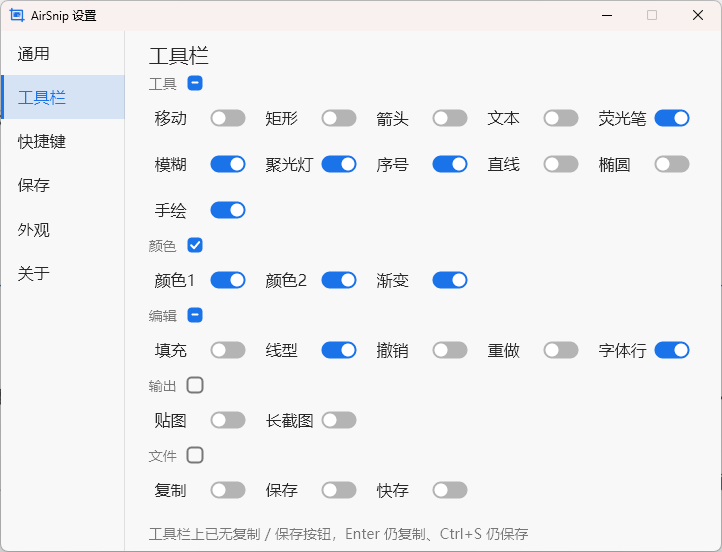 AirSnip 设置
通用
工具栏
快捷键
保存
外观
关于
工具栏
工具
移动 矩形 箭头 文本 荧光笔
模糊 聚光灯 序号 直线 椭圆
手绘
颜色
颜色1 颜色2 渐变
编辑
填充 线型 撤销 重做 字体行
输出
贴图 长截图
文件
复制 保存 快存
工具栏上已无复制 / 保存按钮，Enter 仍复制、Ctrl+S 仍保存